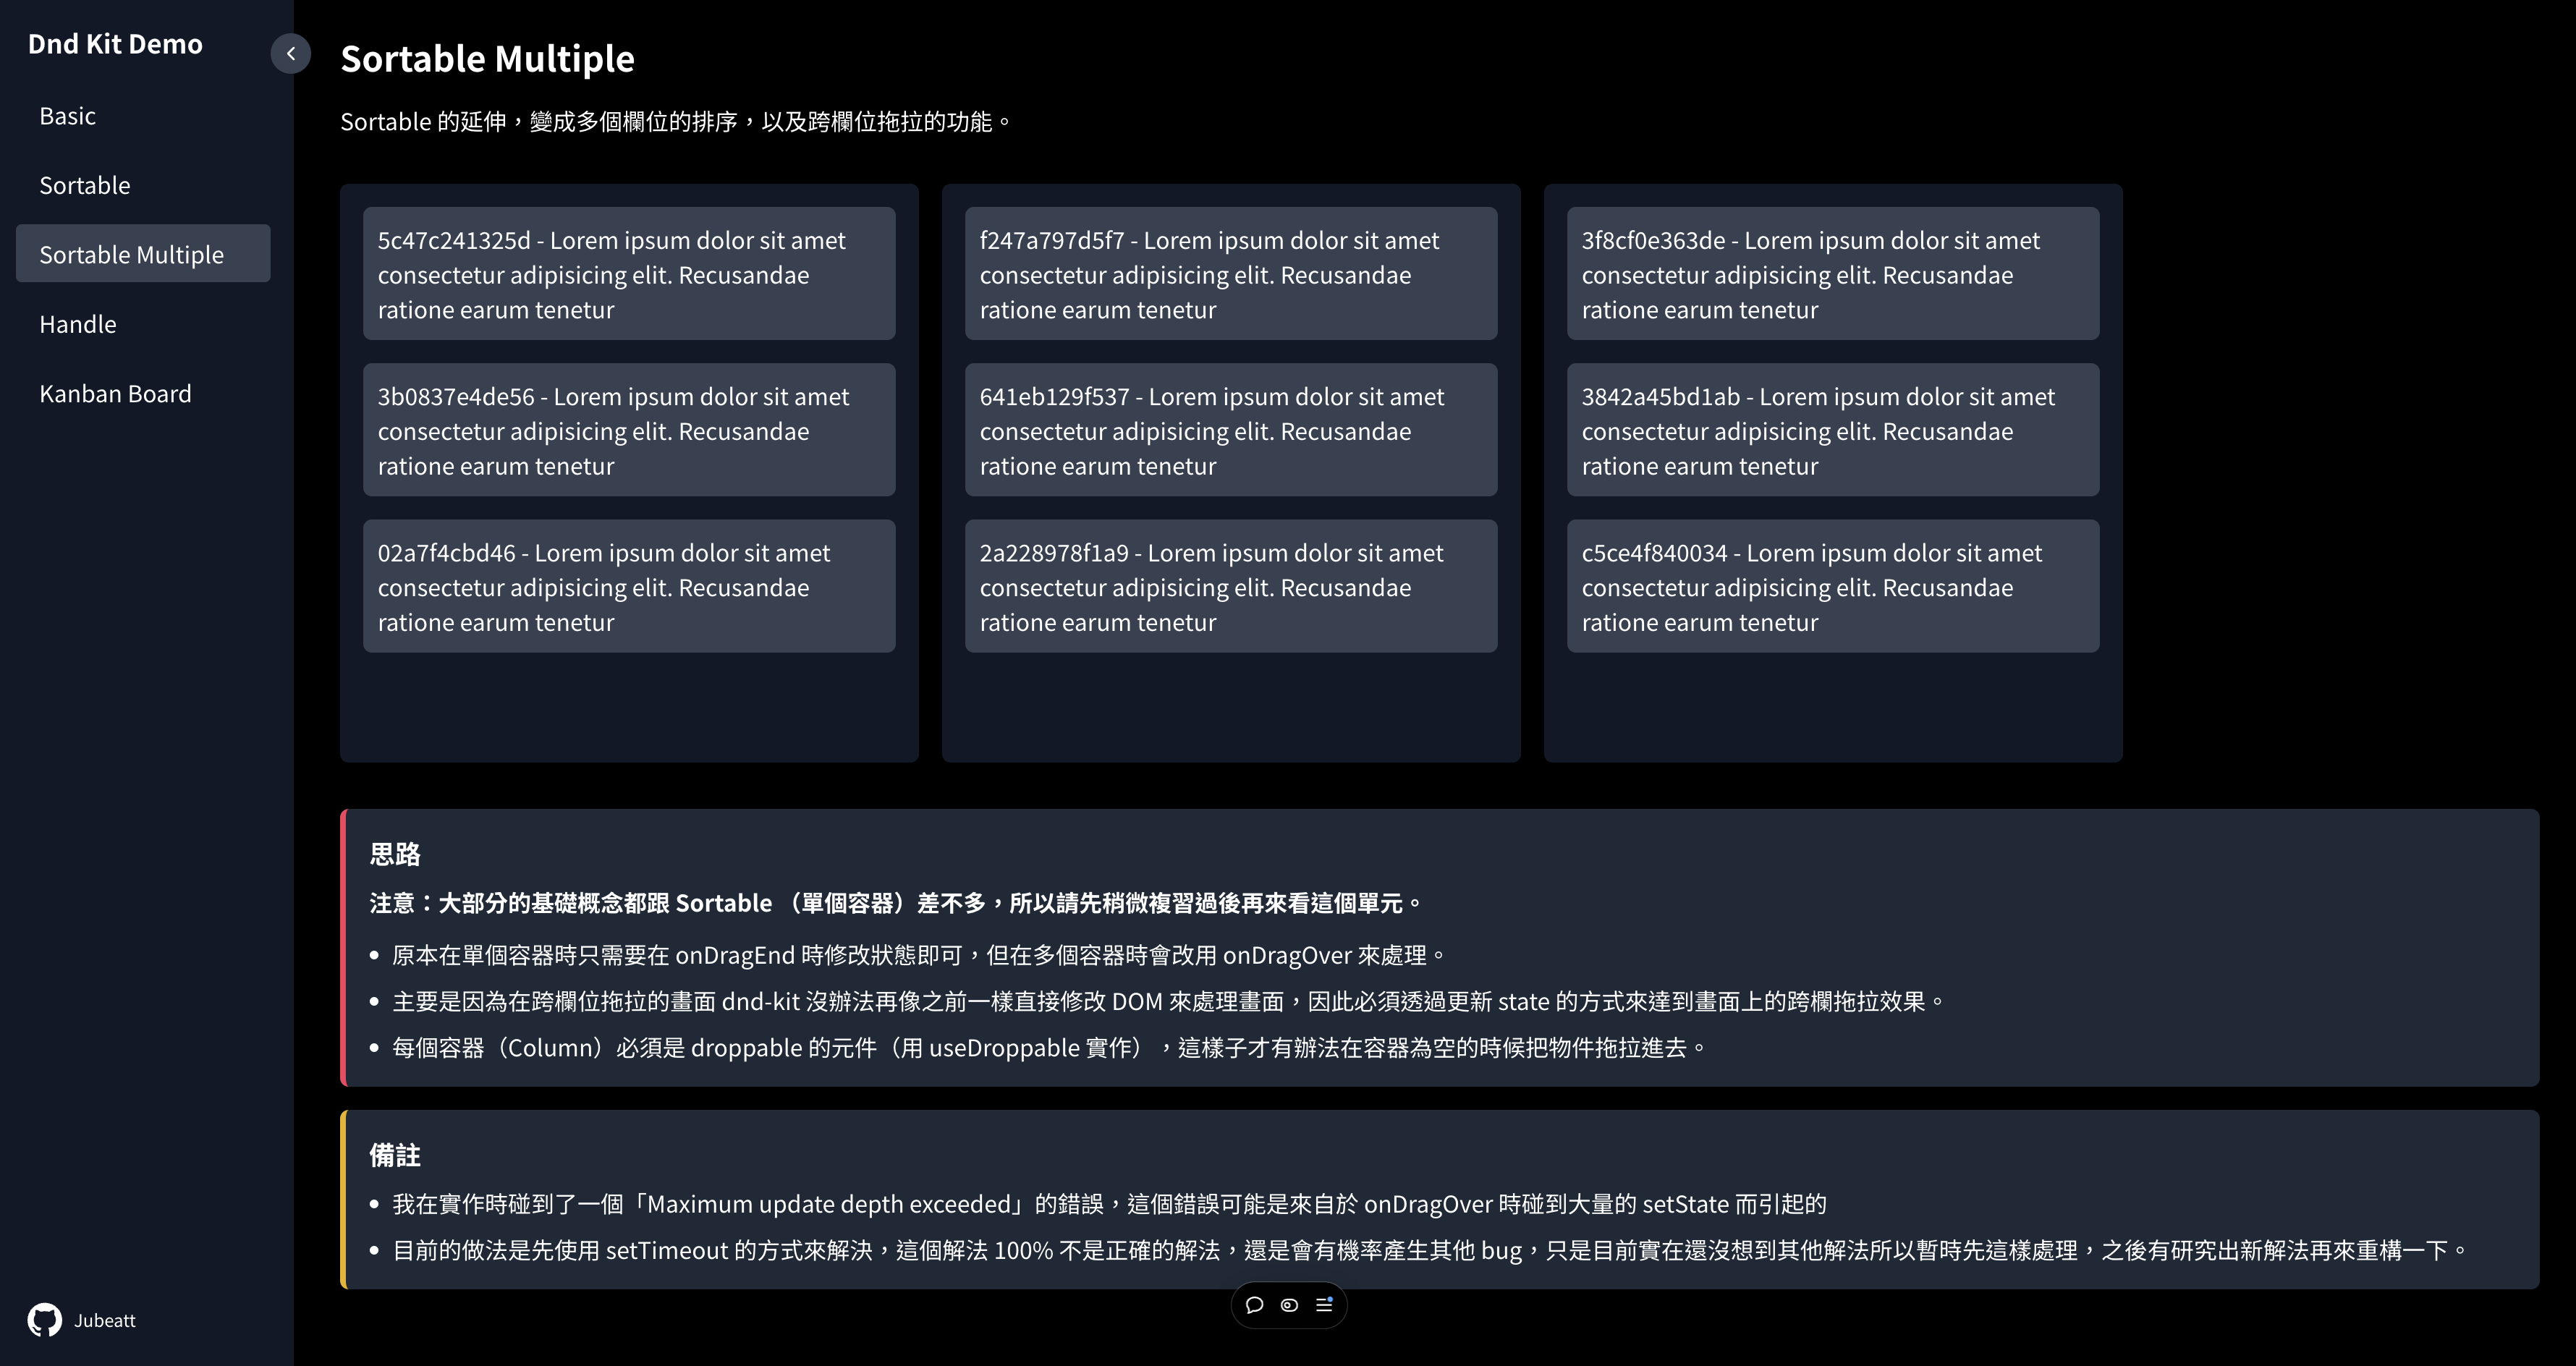 Dnd Kit Demo
Basic
Sortable
Sortable Multiple
Handle
Kanban Board
Jubeatt
Sortable Multiple
Sortable 的延伸，變成多個欄位的排序，以及跨欄位拖拉的功能。
5c47c241325d - Lorem ipsum dolor sit amet
consectetur adipisicing elit. Recusandae
ratione earum tenetur
3b0837e4de56 - Lorem ipsum dolor sit amet
consectetur adipisicing elit. Recusandae
ratione earum tenetur
02a7f4cbd46 - Lorem ipsum dolor sit amet
consectetur adipisicing elit. Recusandae
ratione earum tenetur
f247a797d5f7 - Lorem ipsum dolor sit amet
consectetur adipisicing elit. Recusandae
ratione earum tenetur
641eb129f537 - Lorem ipsum dolor sit amet
consectetur adipisicing elit. Recusandae
ratione earum tenetur
2a228978f1a9 - Lorem ipsum dolor sit amet
consectetur adipisicing elit. Recusandae
ratione earum tenetur
3f8cf0e363de - Lorem ipsum dolor sit amet
consectetur adipisicing elit. Recusandae
ratione earum tenetur
3842a45bd1ab - Lorem ipsum dolor sit amet
consectetur adipisicing elit. Recusandae
ratione earum tenetur
c5ce4f840034 - Lorem ipsum dolor sit amet
consectetur adipisicing elit. Recusandae
ratione earum tenetur
思路
注意：大部分的基礎概念都跟 Sortable （單個容器）差不多，所以請先稍微複習過後再來看這個單元。
• 原本在單個容器時只需要在 onDragEnd 時修改狀態即可，但在多個容器時會改用 onDragOver 來處理。
• 主要是因為在跨欄位拖拉的畫面 dnd-kit 沒辦法再像之前一樣直接修改 DOM 來處理畫面，因此必須透過更新 state 的方式來達到畫面上的跨欄拖拉效果。
• 每個容器（Column）必須是 droppable 的元件（用 useDroppable 實作），這樣子才有辦法在容器為空的時候把物件拖拉進去。
備註
• 我在實作時碰到了一個「Maximum update depth exceeded」的錯誤，這個錯誤可能是來自於 onDragOver 時碰到大量的 setState 而引起的
• 目前的做法是先使用 setTimeout 的方式來解決，這個解法 100% 不是正確的解法，還是會有機率產生其他 bug，只是目前實在還沒想到其他解法所以暫時先這樣處理，之後有研究出新解法再來重構一下。